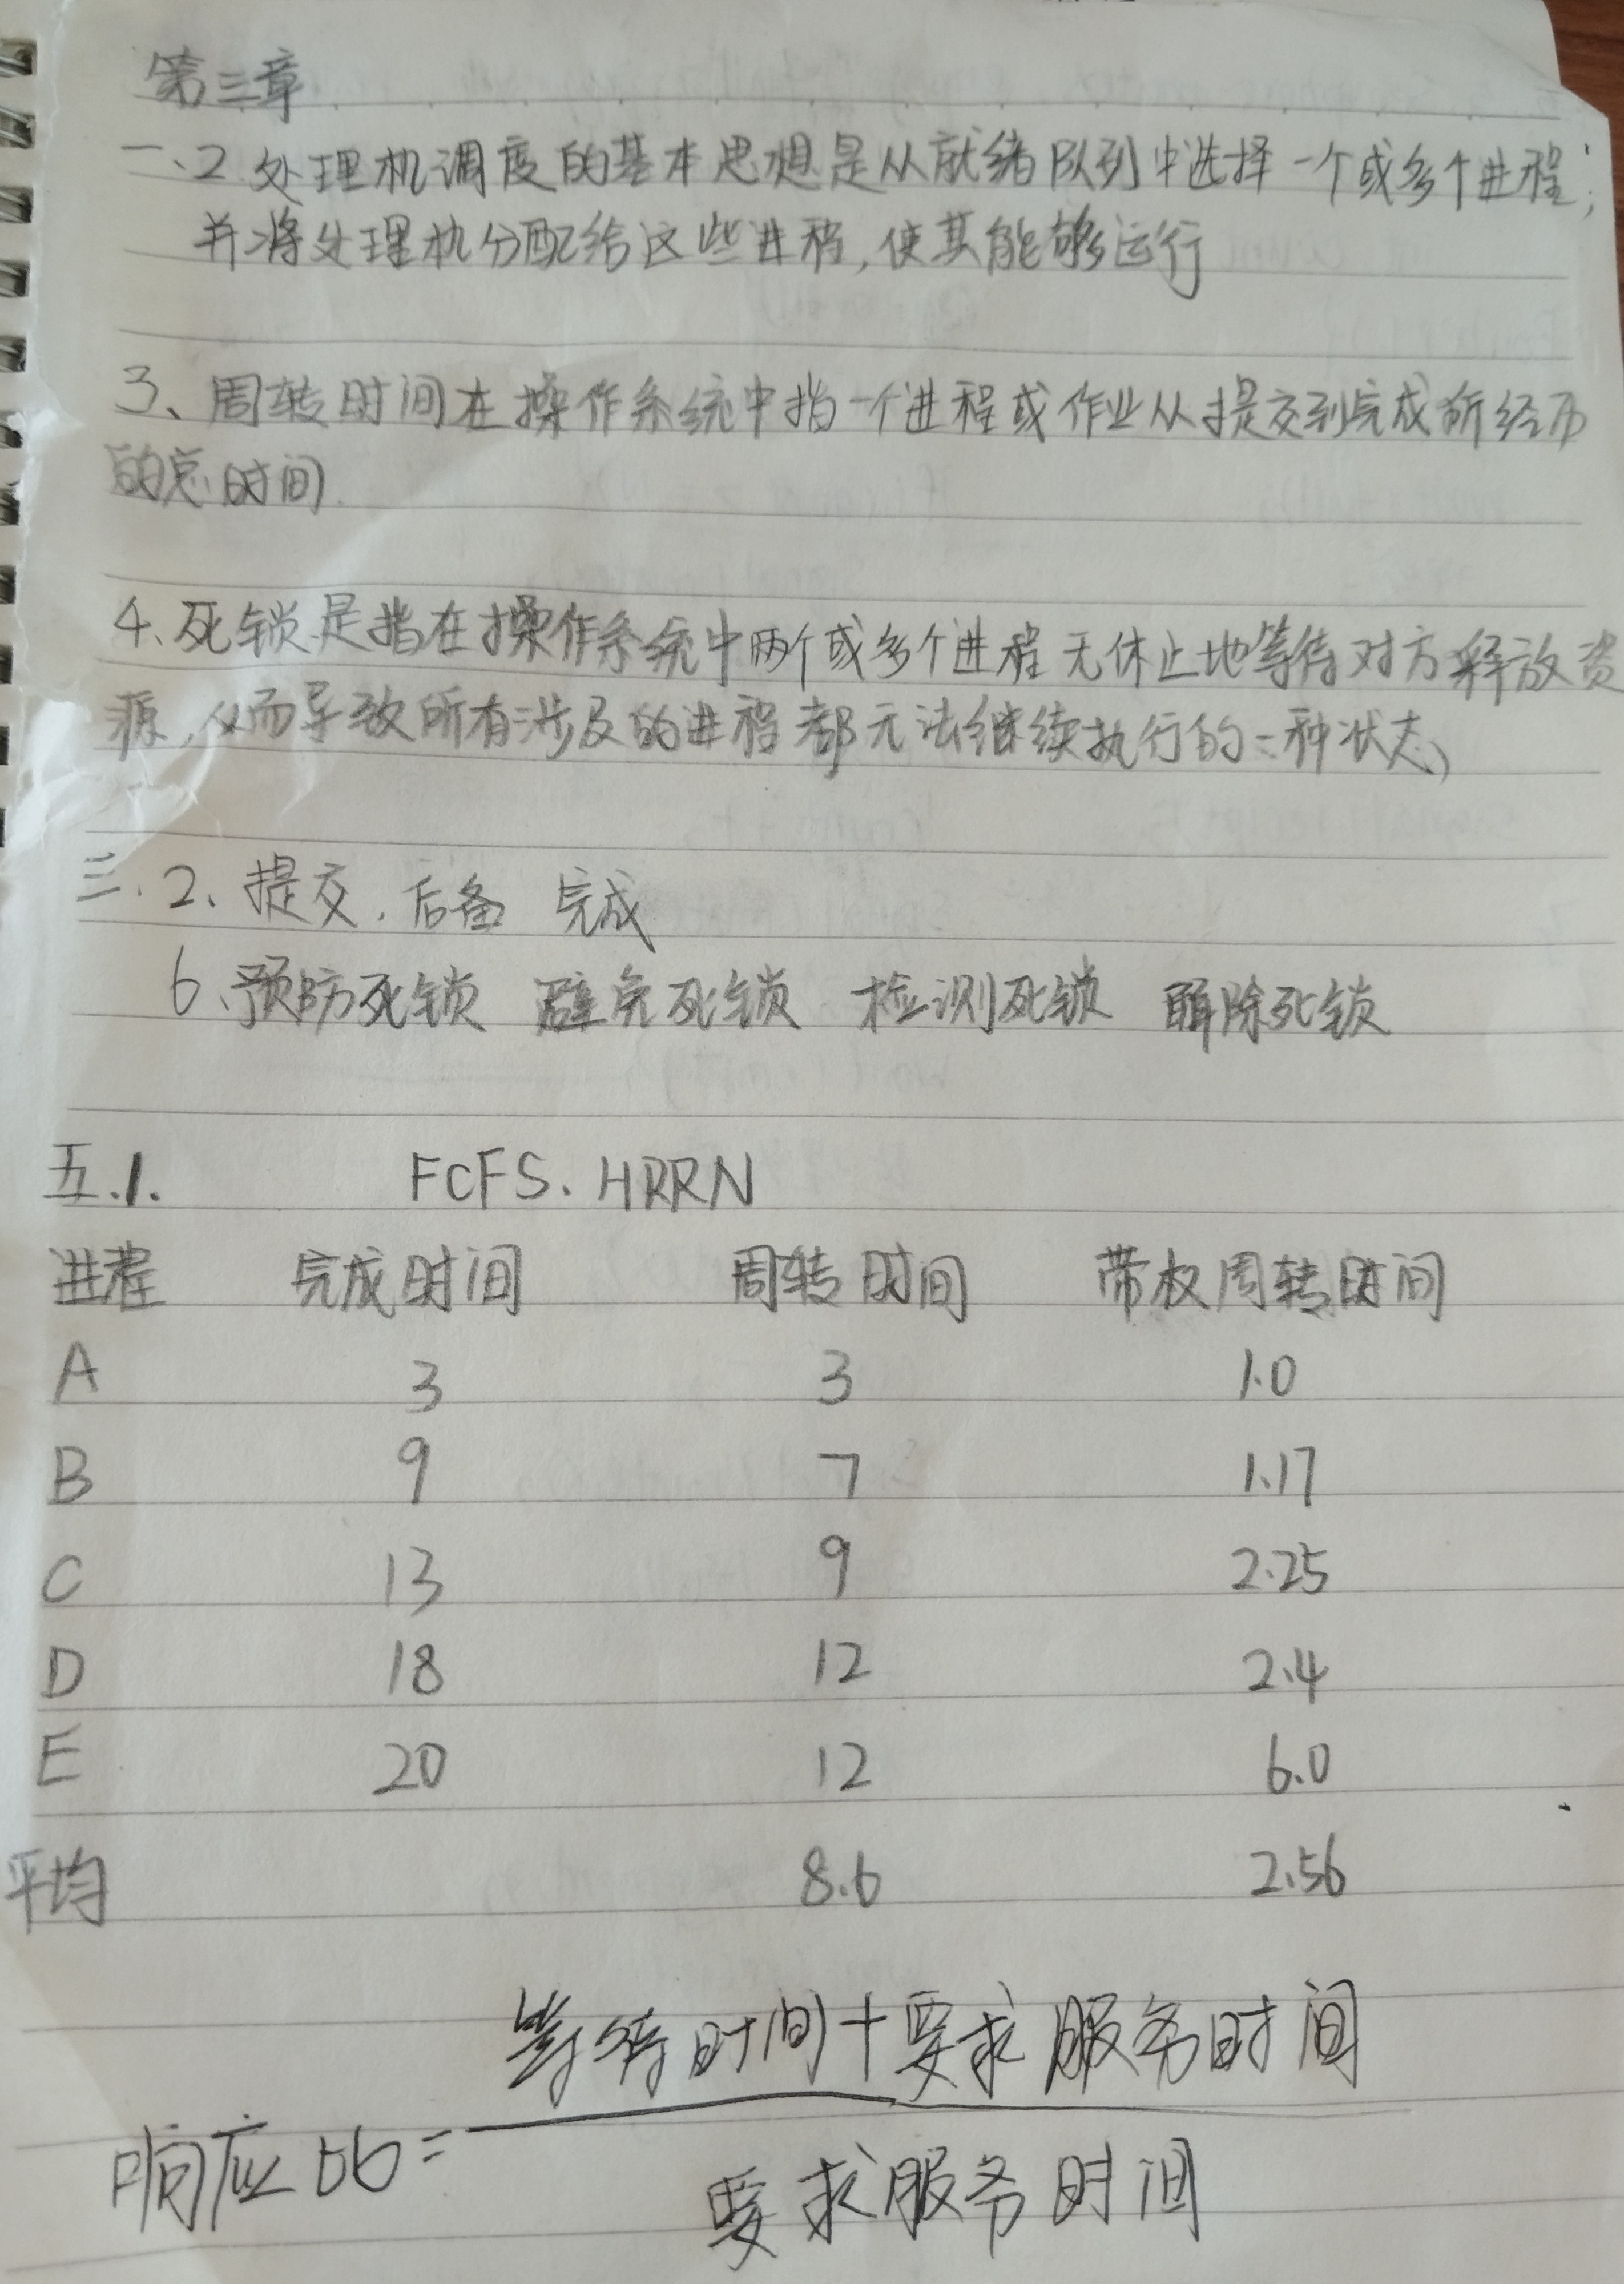 第三章
一、2 处理机调度的基本思想是从就绪队列中选择一个或多个进程;
并将处理机分配给这些进程,使其能够运行
3、周转时间在操作系统中指一个进程或作业从提交到完成所经历
的总时间.
4、死锁是指在操作系统中两个或多个进程无休止地等待对方释放资
源,从而导致所有涉及的进程都无法继续执行的一种状态、
三. 2、提交. 后备 完成
6、预防死锁 避免死锁 检测死锁 解除死锁
五.1. FCFS. HRRN
进程 完成时间 周转时间 带权周转时间
A 3 3 1.0
B 9 7 1.17
C 13 9 2.25
D 18 12 2.4
E 20 12 6.0
平均 8.6 2.56
等待时间+要求服务时间
响应比=
要求服务时间